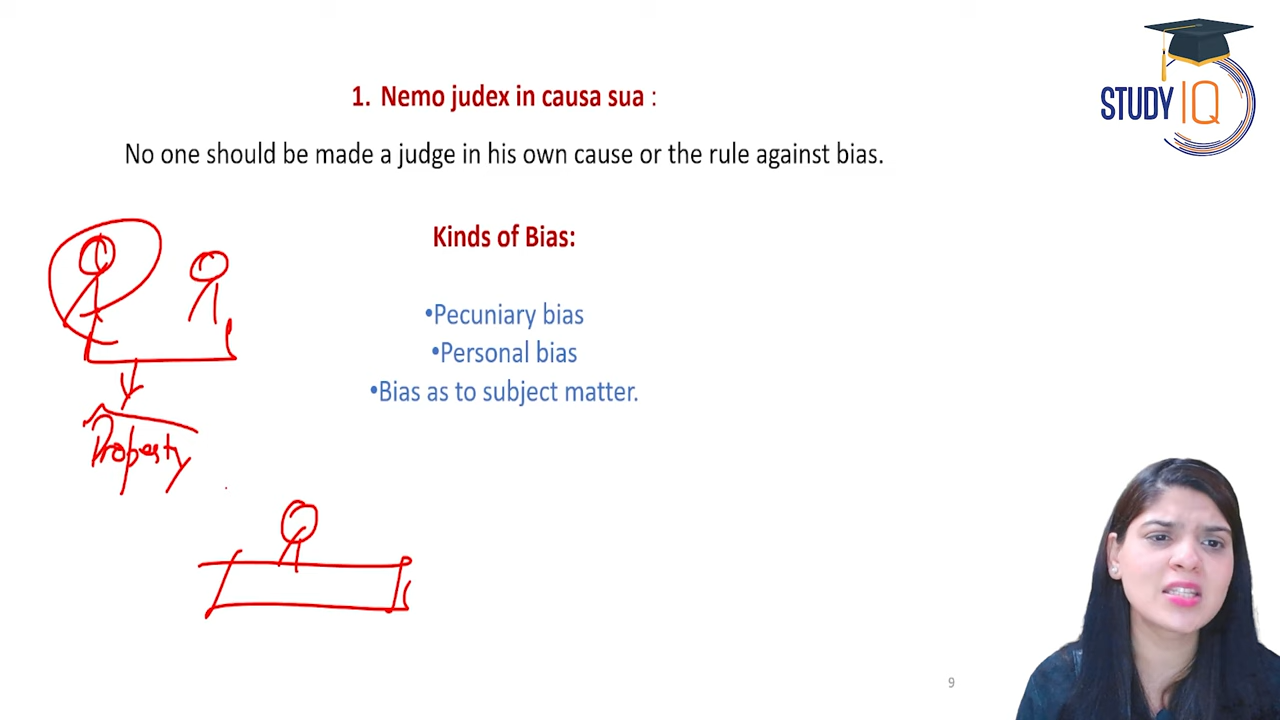 STUDY IQ
1. Nemo judex in causa sua :
No one should be made a judge in his own cause or the rule against bias.
Kinds of Bias:
•Pecuniary bias
•Personal bias
•Bias as to subject matter.
Property
9